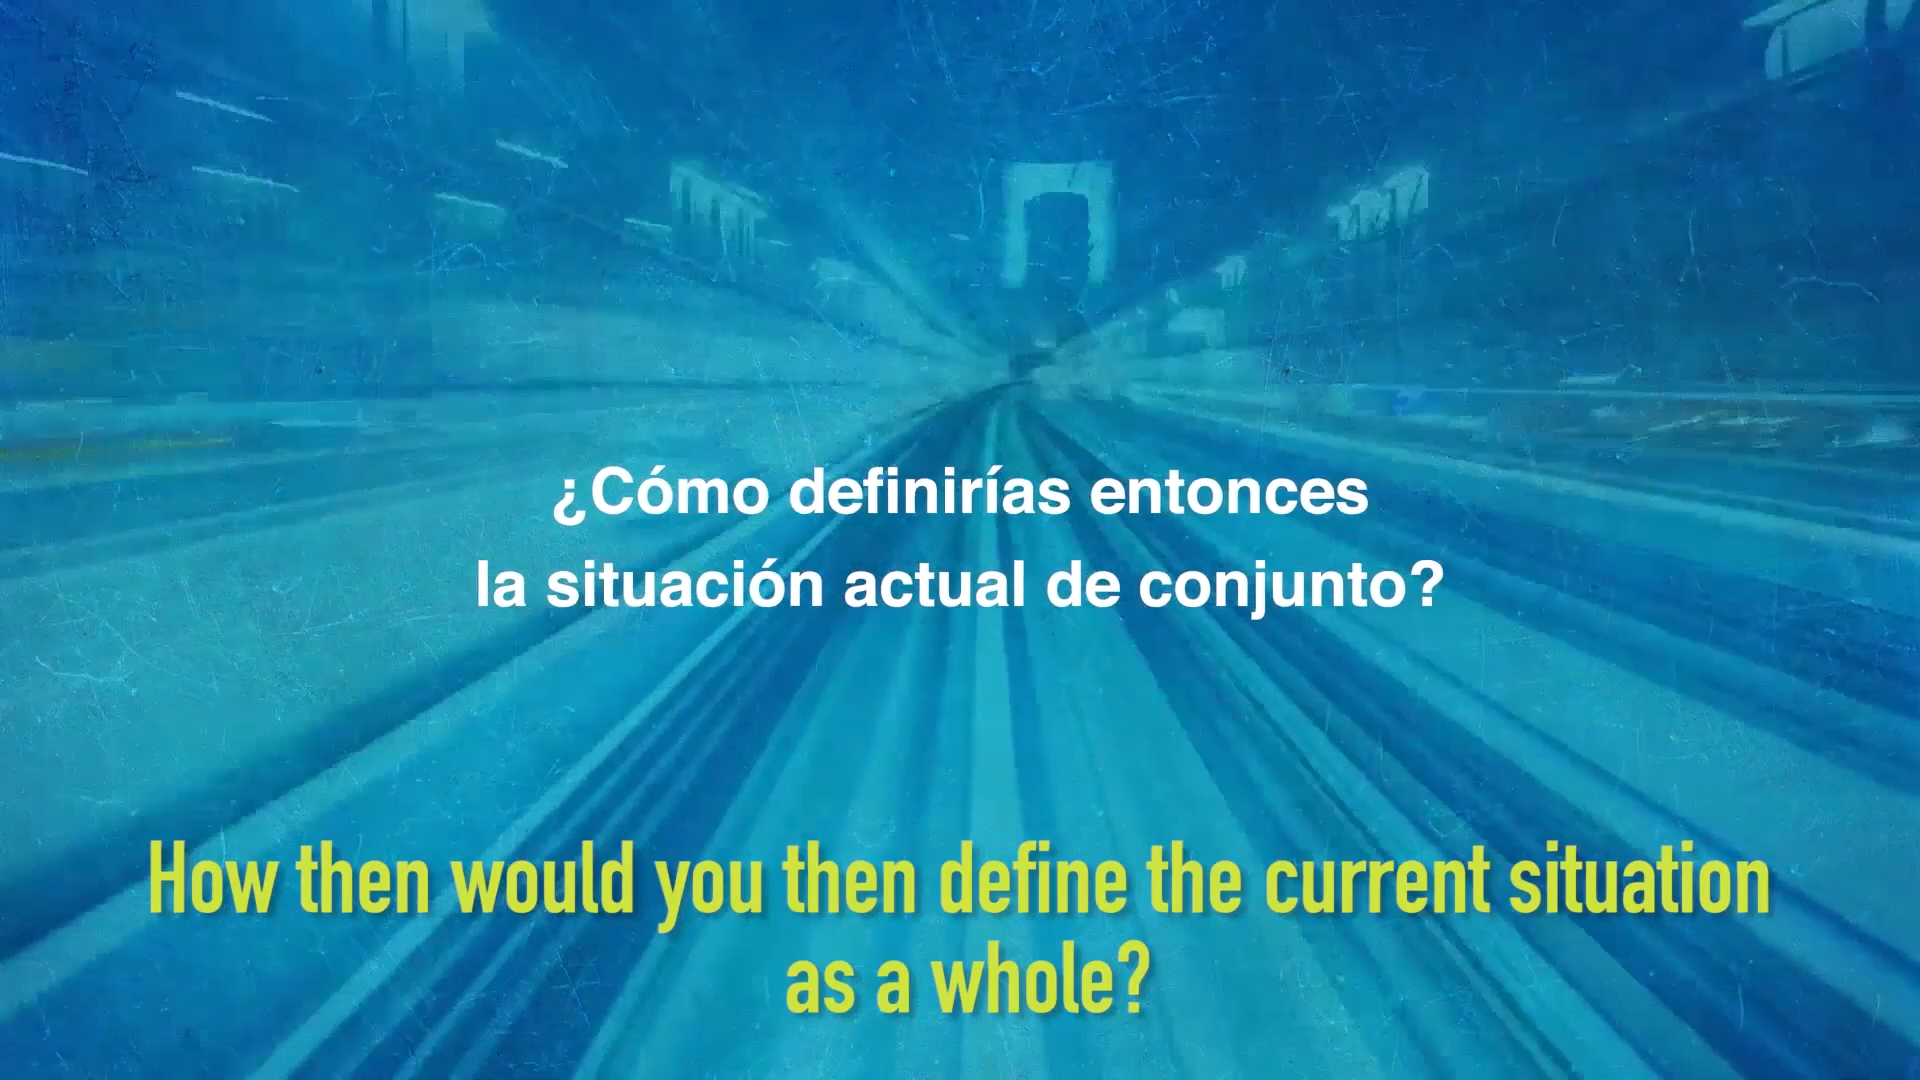 ¿Cómo definirías entonces
la situación actual de conjunto?
How then would you then define the current situation
as a whole?